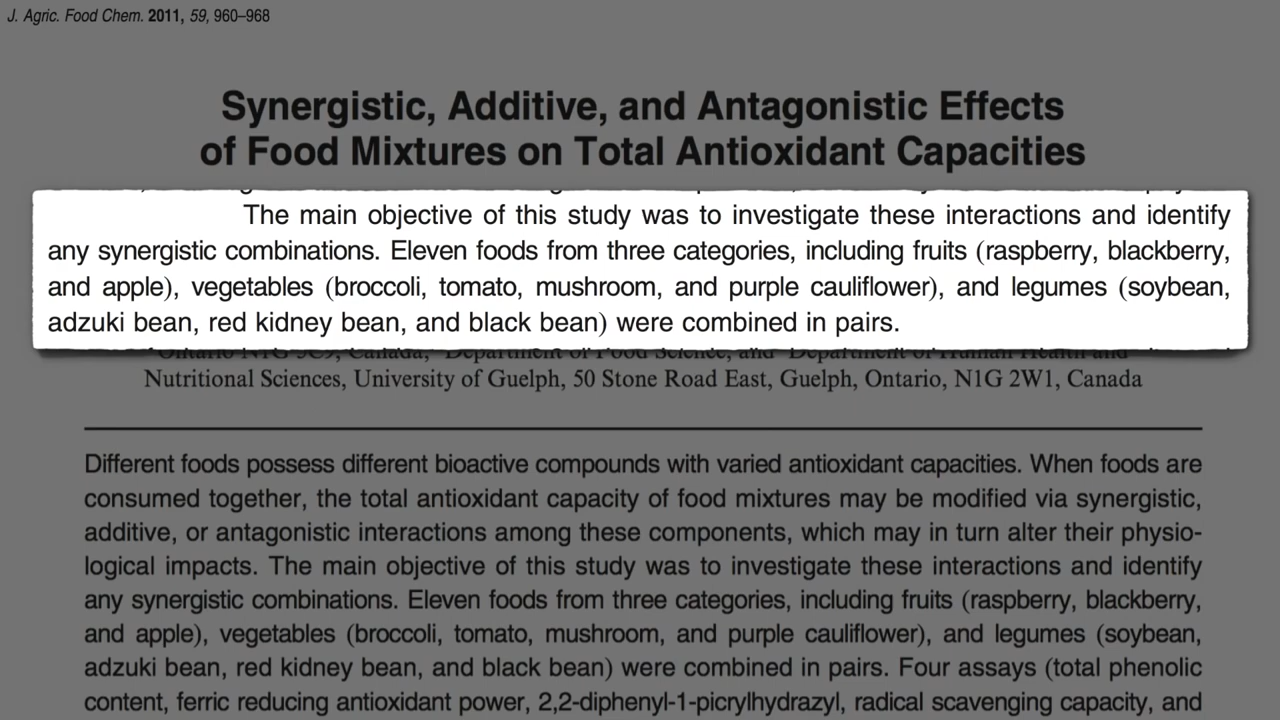 J. Agric. Food Chem. 2011, 59, 960–968
Synergistic, Additive, and Antagonistic Effects
of Food Mixtures on Total Antioxidant Capacities
The main objective of this study was to investigate these interactions and identify
any synergistic combinations. Eleven foods from three categories, including fruits (raspberry, blackberry,
and apple), vegetables (broccoli, tomato, mushroom, and purple cauliflower), and legumes (soybean,
adzuki bean, red kidney bean, and black bean) were combined in pairs.
Nutritional Sciences, University of Guelph, 50 Stone Road East, Guelph, Ontario, N1G 2W1, Canada
Different foods possess different bioactive compounds with varied antioxidant capacities. When foods are
consumed together, the total antioxidant capacity of food mixtures may be modified via synergistic,
additive, or antagonistic interactions among these components, which may in turn alter their physio-
logical impacts. The main objective of this study was to investigate these interactions and identify
any synergistic combinations. Eleven foods from three categories, including fruits (raspberry, blackberry,
and apple), vegetables (broccoli, tomato, mushroom, and purple cauliflower), and legumes (soybean,
adzuki bean, red kidney bean, and black bean) were combined in pairs. Four assays (total phenolic
content, ferric reducing antioxidant power, 2,2-diphenyl-1-picrylhydrazyl, radical scavenging capacity, and